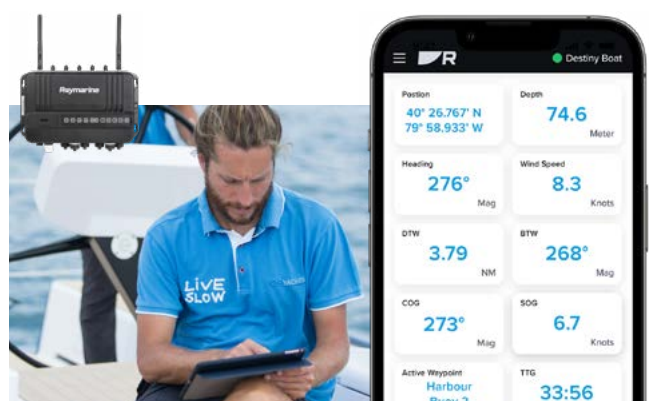 Raymarine
LiVE
SLOW
R
Destiny Boat
Postion
40° 26.767' N
79° 58.933' W
Depth
74.6
Meter
Heading
276°
Mag
Wind Speed
8.3
Knots
DTW
3.79
NM
BTW
268°
Mag
COG
273°
Mag
SOG
6.7
Knots
Active Waypoint
Harbour
TTG
33:56